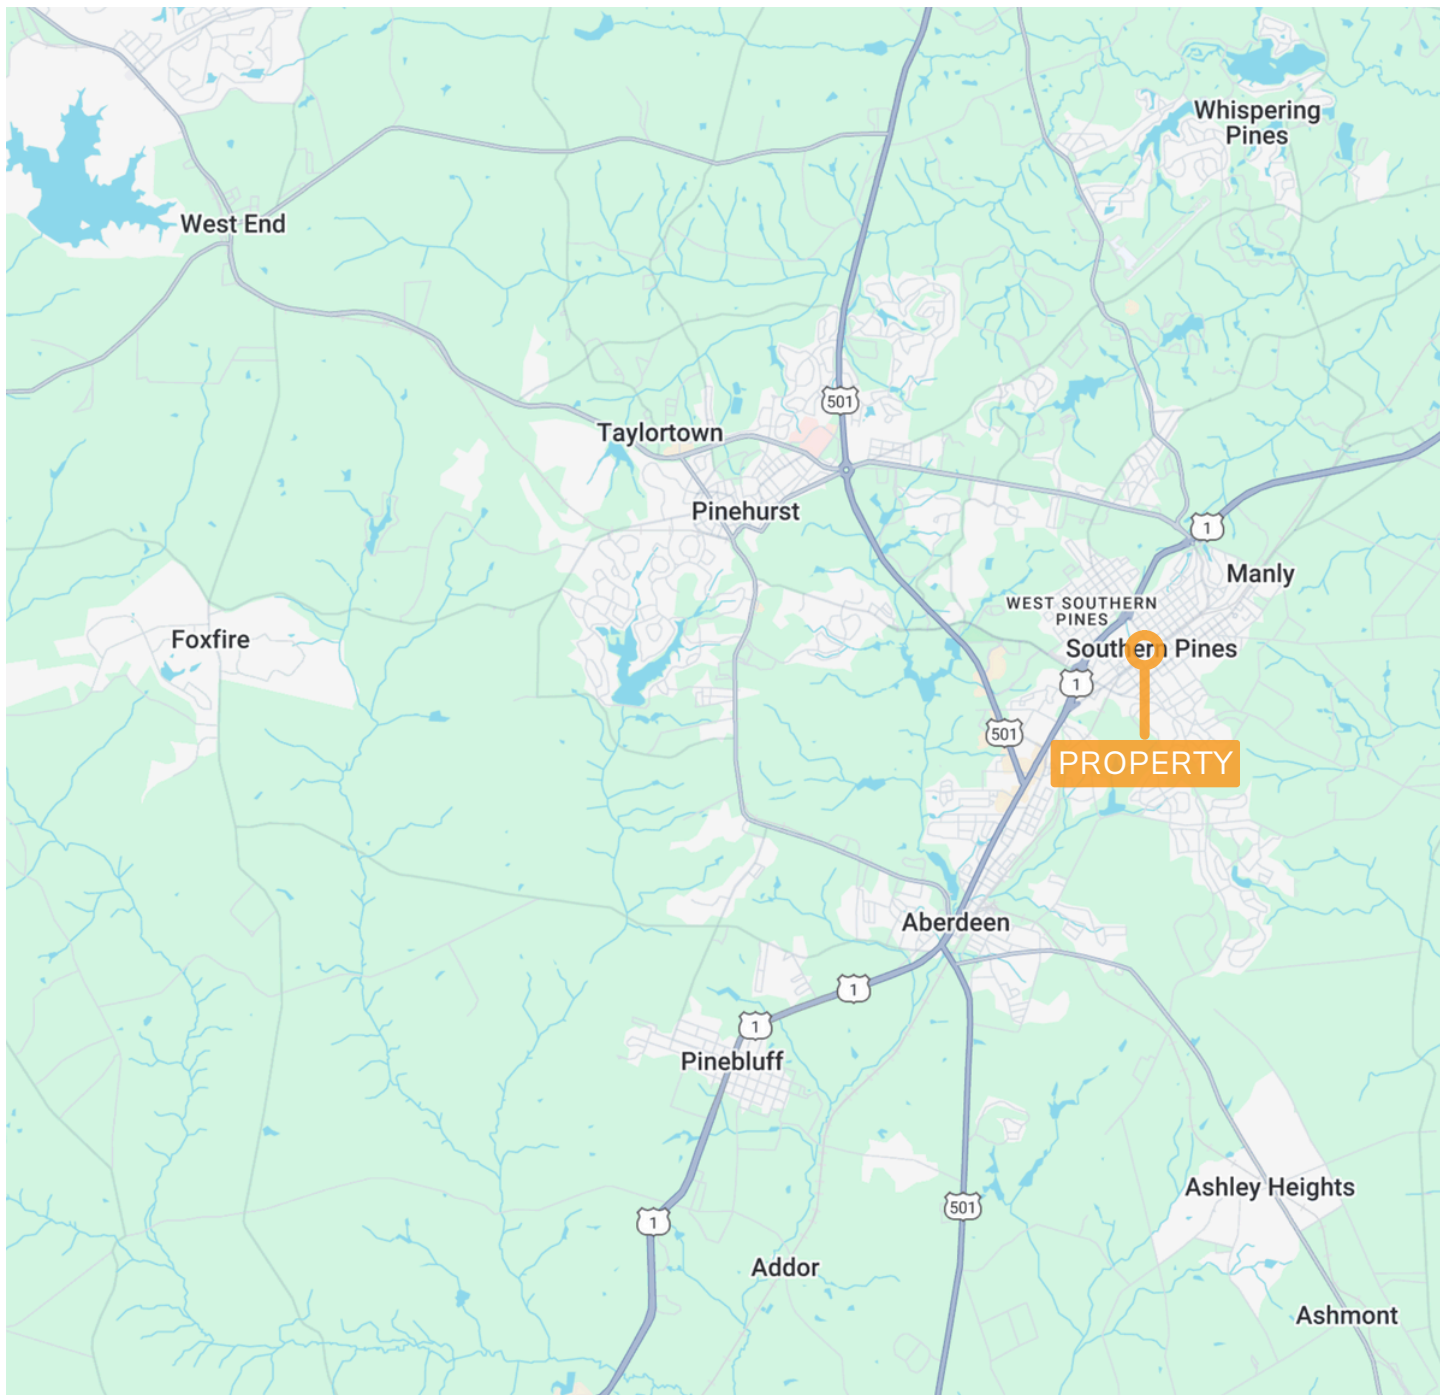 Whispering
Pines
West End
501
Taylortown
Pinehurst
1
Manly
WEST SOUTHERN
PINES
Foxfire
Southern Pines
1
501
PROPERTY
Aberdeen
1
1
Pinebluff
Ashley Heights
501
1
Addor
Ashmont